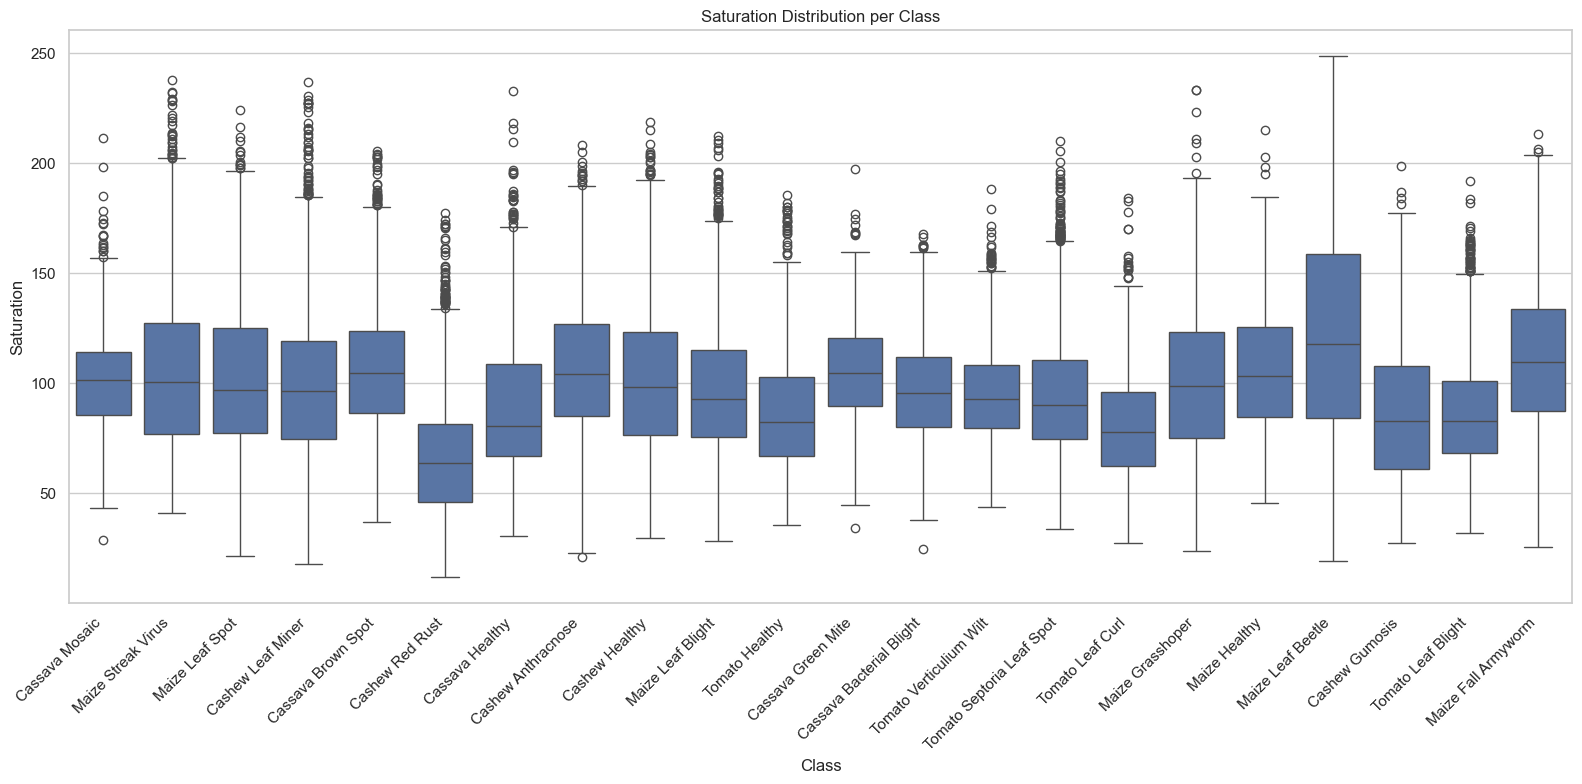 Saturation Distribution per Class
Saturation
250
200
150
100
50
Cassava Mosaic
Maize Streak Virus
Maize Leaf Spot
Cashew Leaf Miner
Cassava Brown Spot
Cashew Red Rust
Cassava Healthy
Cashew Anthracnose
Cashew Healthy
Maize Leaf Blight
Tomato Healthy
Cassava Green Mite
Cassava Bacterial Blight
Tomato Verticulium Wilt
Tomato Septoria Leaf Spot
Tomato Leaf Curl
Maize Grasshoper
Maize Healthy
Maize Leaf Beetle
Cashew Gumosis
Tomato Leaf Blight
Maize Fall Armyworm
Class